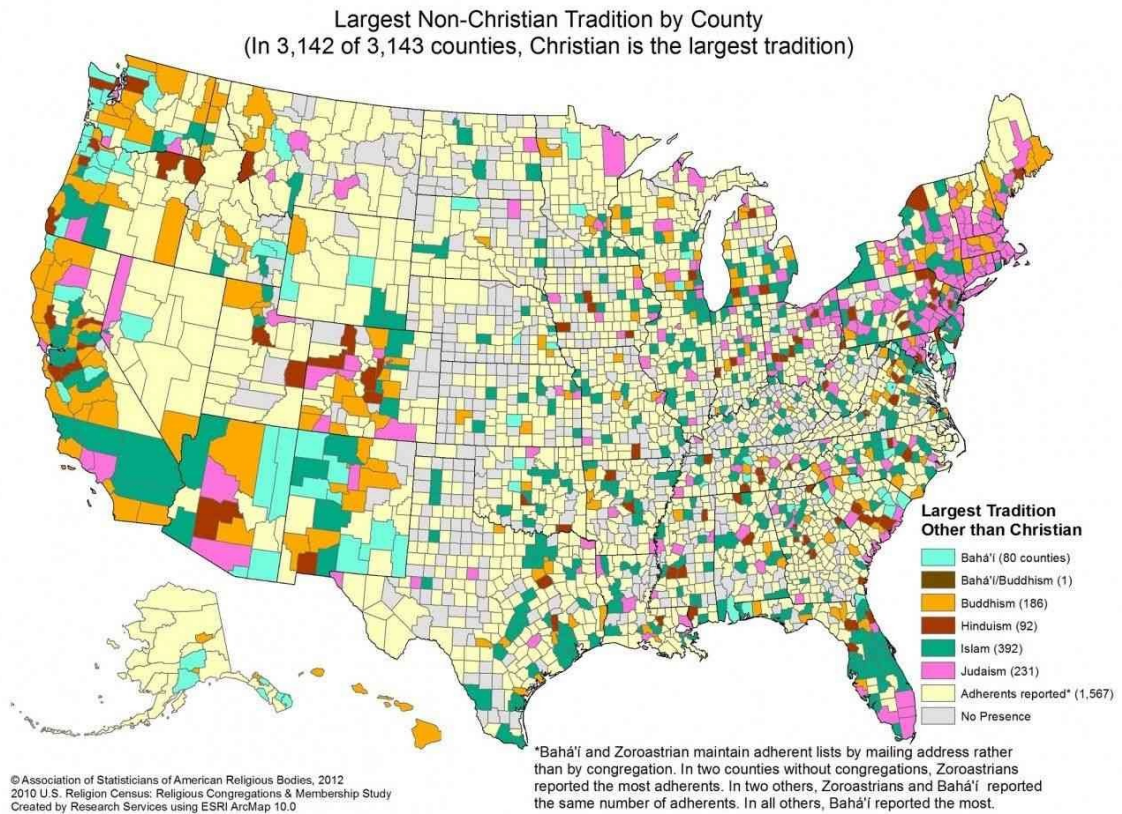 Largest Non-Christian Tradition by County
(In 3,142 of 3,143 counties, Christian is the largest tradition)
Largest Tradition
Other than Christian
Bahá'í (80 counties)
Bahá'í/Buddhism (1)
Buddhism (186)
Hinduism (92)
Islam (392)
Judaism (231)
Adherents reported* (1,567)
No Presence
*Bahá'í and Zoroastrian maintain adherent lists by mailing address rather
than by congregation. In two counties without congregations, Zoroastrians
reported the most adherents. In two others, Zoroastrians and Bahá'í reported
the same number of adherents. In all others, Bahá'í reported the most.
© Association of Statisticians of American Religious Bodies, 2012
2010 U.S. Religion Census: Religious Congregations & Membership Study
Created by Research Services using ESRI ArcMap 10.0